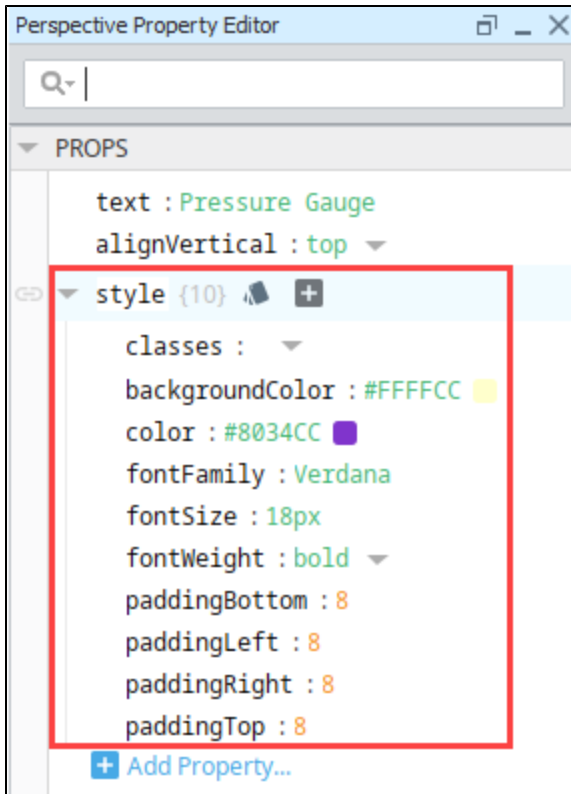 Perspective Property Editor
PROPS
text : Pressure Gauge
alignVertical : top
style {10}
classes :
backgroundColor : #FFFFCC
color : #8034CC
fontFamily : Verdana
fontSize : 18px
fontWeight : bold
paddingBottom : 8
paddingLeft : 8
paddingRight : 8
paddingTop : 8
Add Property...